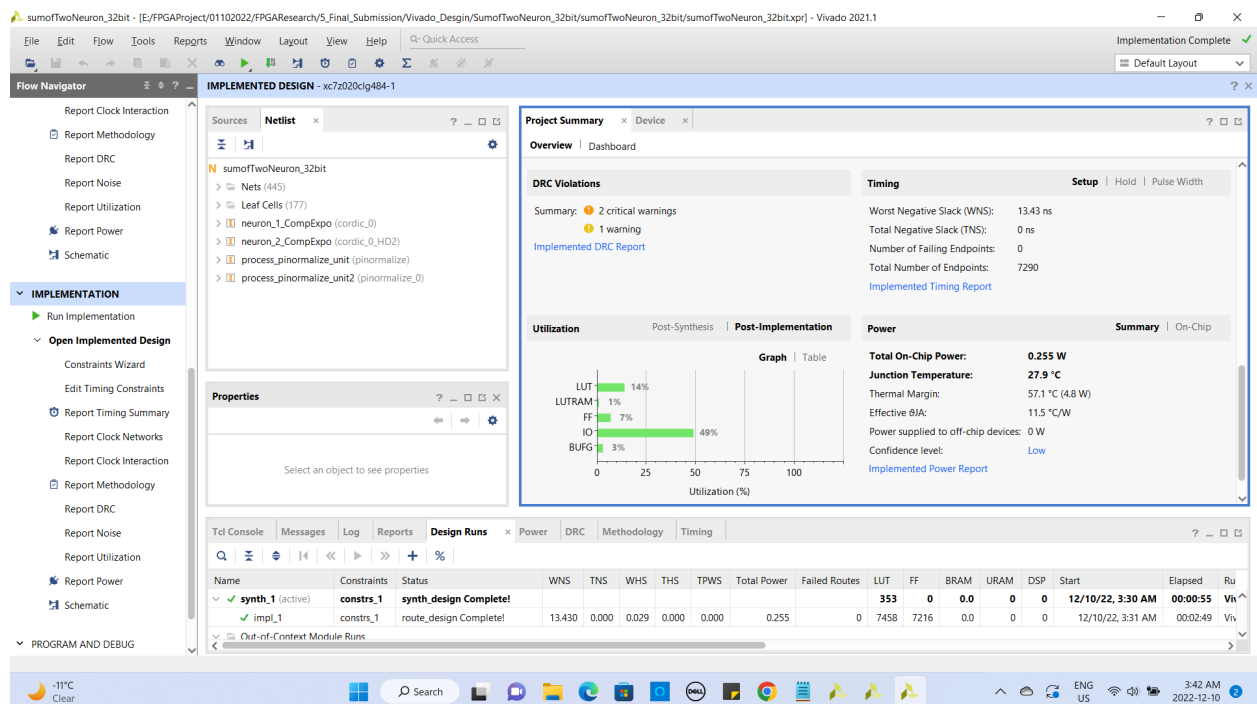 sumofTwoNeuron_32bit - [E:/FPGAProject/01102022/FPGAResearch/5_Final_Submission/Vivado_Desgin/SumofTwoNeuron_32bit/sumofTwoNeuron_32bit/sumofTwoNeuron_32bit.xpr] - Vivado 2021.1
File Edit Flow Tools Reports Window Layout View Help Q- Quick Access Implementation Complete
Default Layout
Flow Navigator
IMPLEMENTED DESIGN - xc7z020clg484-1
Report Clock Interaction
Report Methodology
Report DRC
Report Noise
Report Utilization
Report Power
Schematic
IMPLEMENTATION
Run Implementation
Open Implemented Design
Constraints Wizard
Edit Timing Constraints
Report Timing Summary
Report Clock Networks
Report Clock Interaction
Report Methodology
Report DRC
Report Noise
Report Utilization
Report Power
Schematic
PROGRAM AND DEBUG
Sources Netlist
N sumofTwoNeuron_32bit
Nets (445)
Leaf Cells (177)
neuron_1_CompExpo (cordic_0)
neuron_2_CompExpo (cordic_0_HD2)
process_pinormalize_unit (pinormalize)
process_pinormalize_unit2 (pinormalize_0)
Properties
Select an object to see properties
Project Summary Device
Overview Dashboard
DRC Violations
Summary: 2 critical warnings
1 warning
Implemented DRC Report
Timing Setup Hold Pulse Width
Worst Negative Slack (WNS): 13.43 ns
Total Negative Slack (TNS): 0 ns
Number of Failing Endpoints: 0
Total Number of Endpoints: 7290
Implemented Timing Report
Utilization Post-Synthesis Post-Implementation
Graph Table
LUT 14%
LUTRAM 1%
FF 7%
IO 49%
BUFG 3%
0 25 50 75 100
Utilization (%)
Power Summary On-Chip
Total On-Chip Power: 0.255 W
Junction Temperature: 27.9 °C
Thermal Margin: 57.1 °C (4.8 W)
Effective ϑJA: 11.5 °C/W
Power supplied to off-chip devices: 0 W
Confidence level: Low
Implemented Power Report
Tcl Console Messages Log Reports Design Runs Power DRC Methodology Timing
Name Constraints Status WNS TNS WHS THS TPWS Total Power Failed Routes LUT FF BRAM URAM DSP Start Elapsed Ru
synth_1 (active) constrs_1 synth_design Complete! 353 0 0.0 0 0 12/10/22, 3:30 AM 00:00:55 Viv
impl_1 constrs_1 route_design Complete! 13.430 0.000 0.029 0.000 0.000 0.255 0 7458 7216 0.0 0 0 12/10/22, 3:31 AM 00:02:49 Viv
Out-of-Context Module Runs
-11°C
Clear
Search
DELL
ENG
US
3:42 AM
2022-12-10
2